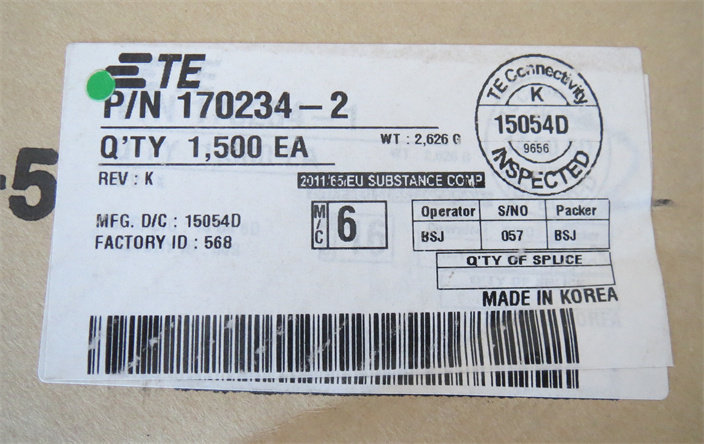 TE
P/N 170234-2
Q'TY 1,500 EA
WT : 2,626 G
REV : K
2011/65/EU SUBSTANCE COMP
TE Connectivity
K
15054D
9656
INSPECTED
MFG. D/C : 15054D
FACTORY ID : 568
M/C
6
Operator S/NO Packer
BSJ 057 BSJ
Q'TY OF SPLICE
MADE IN KOREA
-5